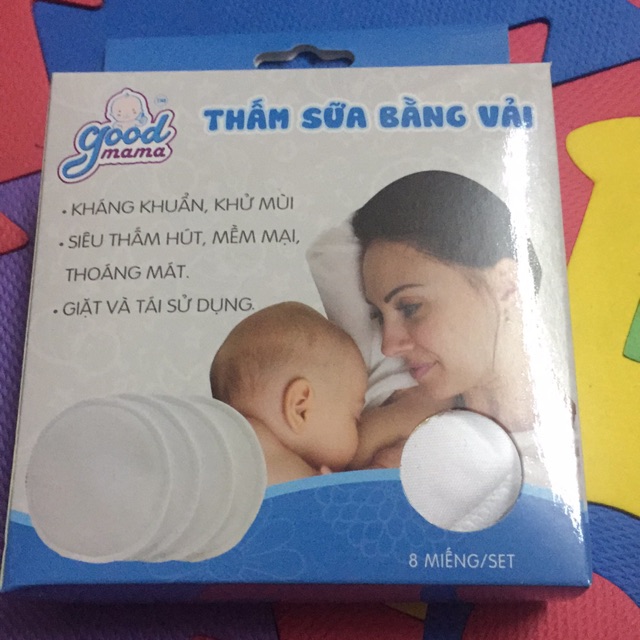 good
mama
TM
THẤM SỮA BẰNG VẢI
• KHÁNG KHUẨN, KHỬ MÙI
• SIÊU THẤM HÚT, MỀM MẠI,
THOÁNG MÁT.
• GIẶT VÀ TÁI SỬ DỤNG.
8 MIẾNG/SET